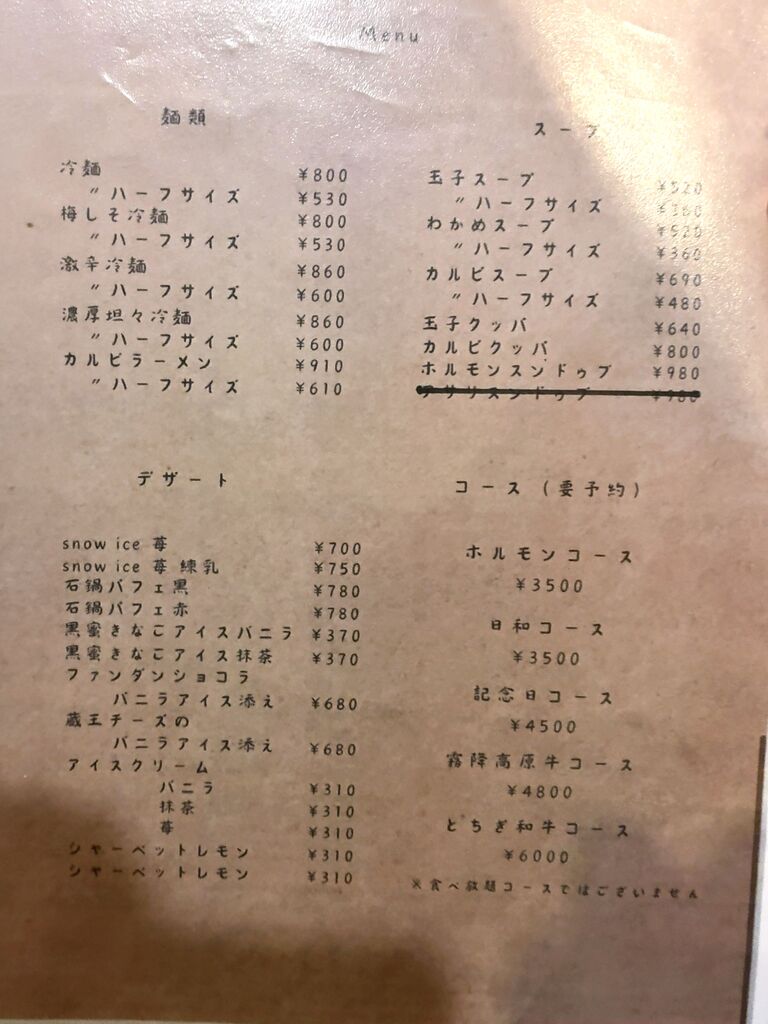 Menu
麺類
冷麺 ¥800
〃ハーフサイズ ¥530
梅しそ冷麺 ¥800
〃ハーフサイズ ¥530
激辛冷麺 ¥860
〃ハーフサイズ ¥600
濃厚坦々冷麺 ¥860
〃ハーフサイズ ¥600
カルビラーメン ¥910
〃ハーフサイズ ¥610
スープ
玉子スープ ¥520
〃ハーフサイズ ¥360
わかめスープ ¥520
〃ハーフサイズ ¥360
カルビスープ ¥690
〃ハーフサイズ ¥480
玉子クッパ ¥640
カルビクッパ ¥800
ホルモンスンドゥブ ¥980
アサリスンドゥブ ¥980
デザート
snow ice 苺 ¥700
snow ice 苺 練乳 ¥750
石鍋パフェ黒 ¥780
石鍋パフェ赤 ¥780
黒蜜きなこアイスバニラ ¥370
黒蜜きなこアイス抹茶 ¥370
ファンダンショコラ
バニラアイス添え ¥680
蔵王チーズの
バニラアイス添え ¥680
アイスクリーム
バニラ ¥310
抹茶 ¥310
苺 ¥310
シャーベットレモン ¥310
シャーベットレモン ¥310
コース（要予約）
ホルモンコース
¥3500
日和コース
¥3500
記念日コース
¥4500
霧降高原牛コース
¥4800
とちぎ和牛コース
¥6000
※食べ放題コースではございません